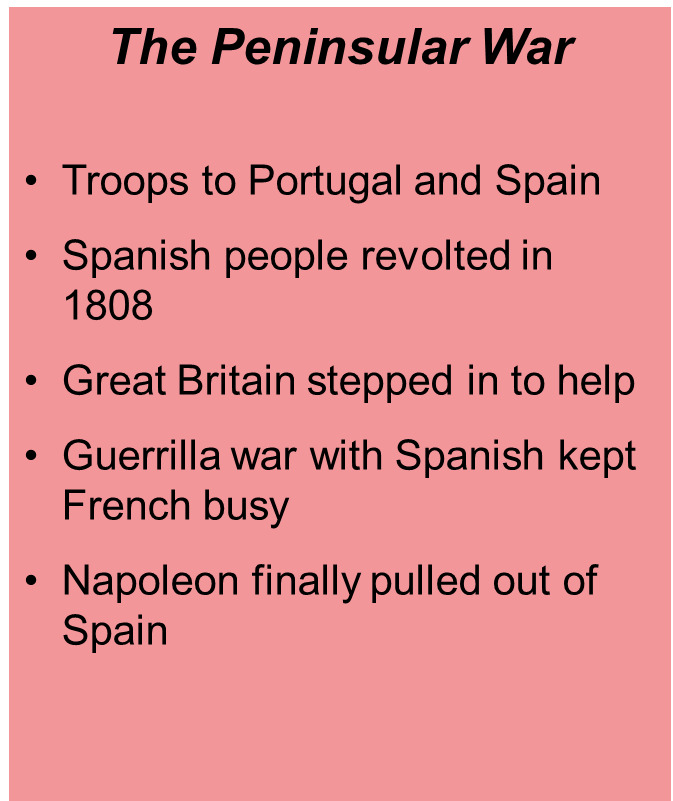 The Peninsular War
• Troops to Portugal and Spain
• Spanish people revolted in
1808
• Great Britain stepped in to help
• Guerrilla war with Spanish kept
French busy
• Napoleon finally pulled out of
Spain